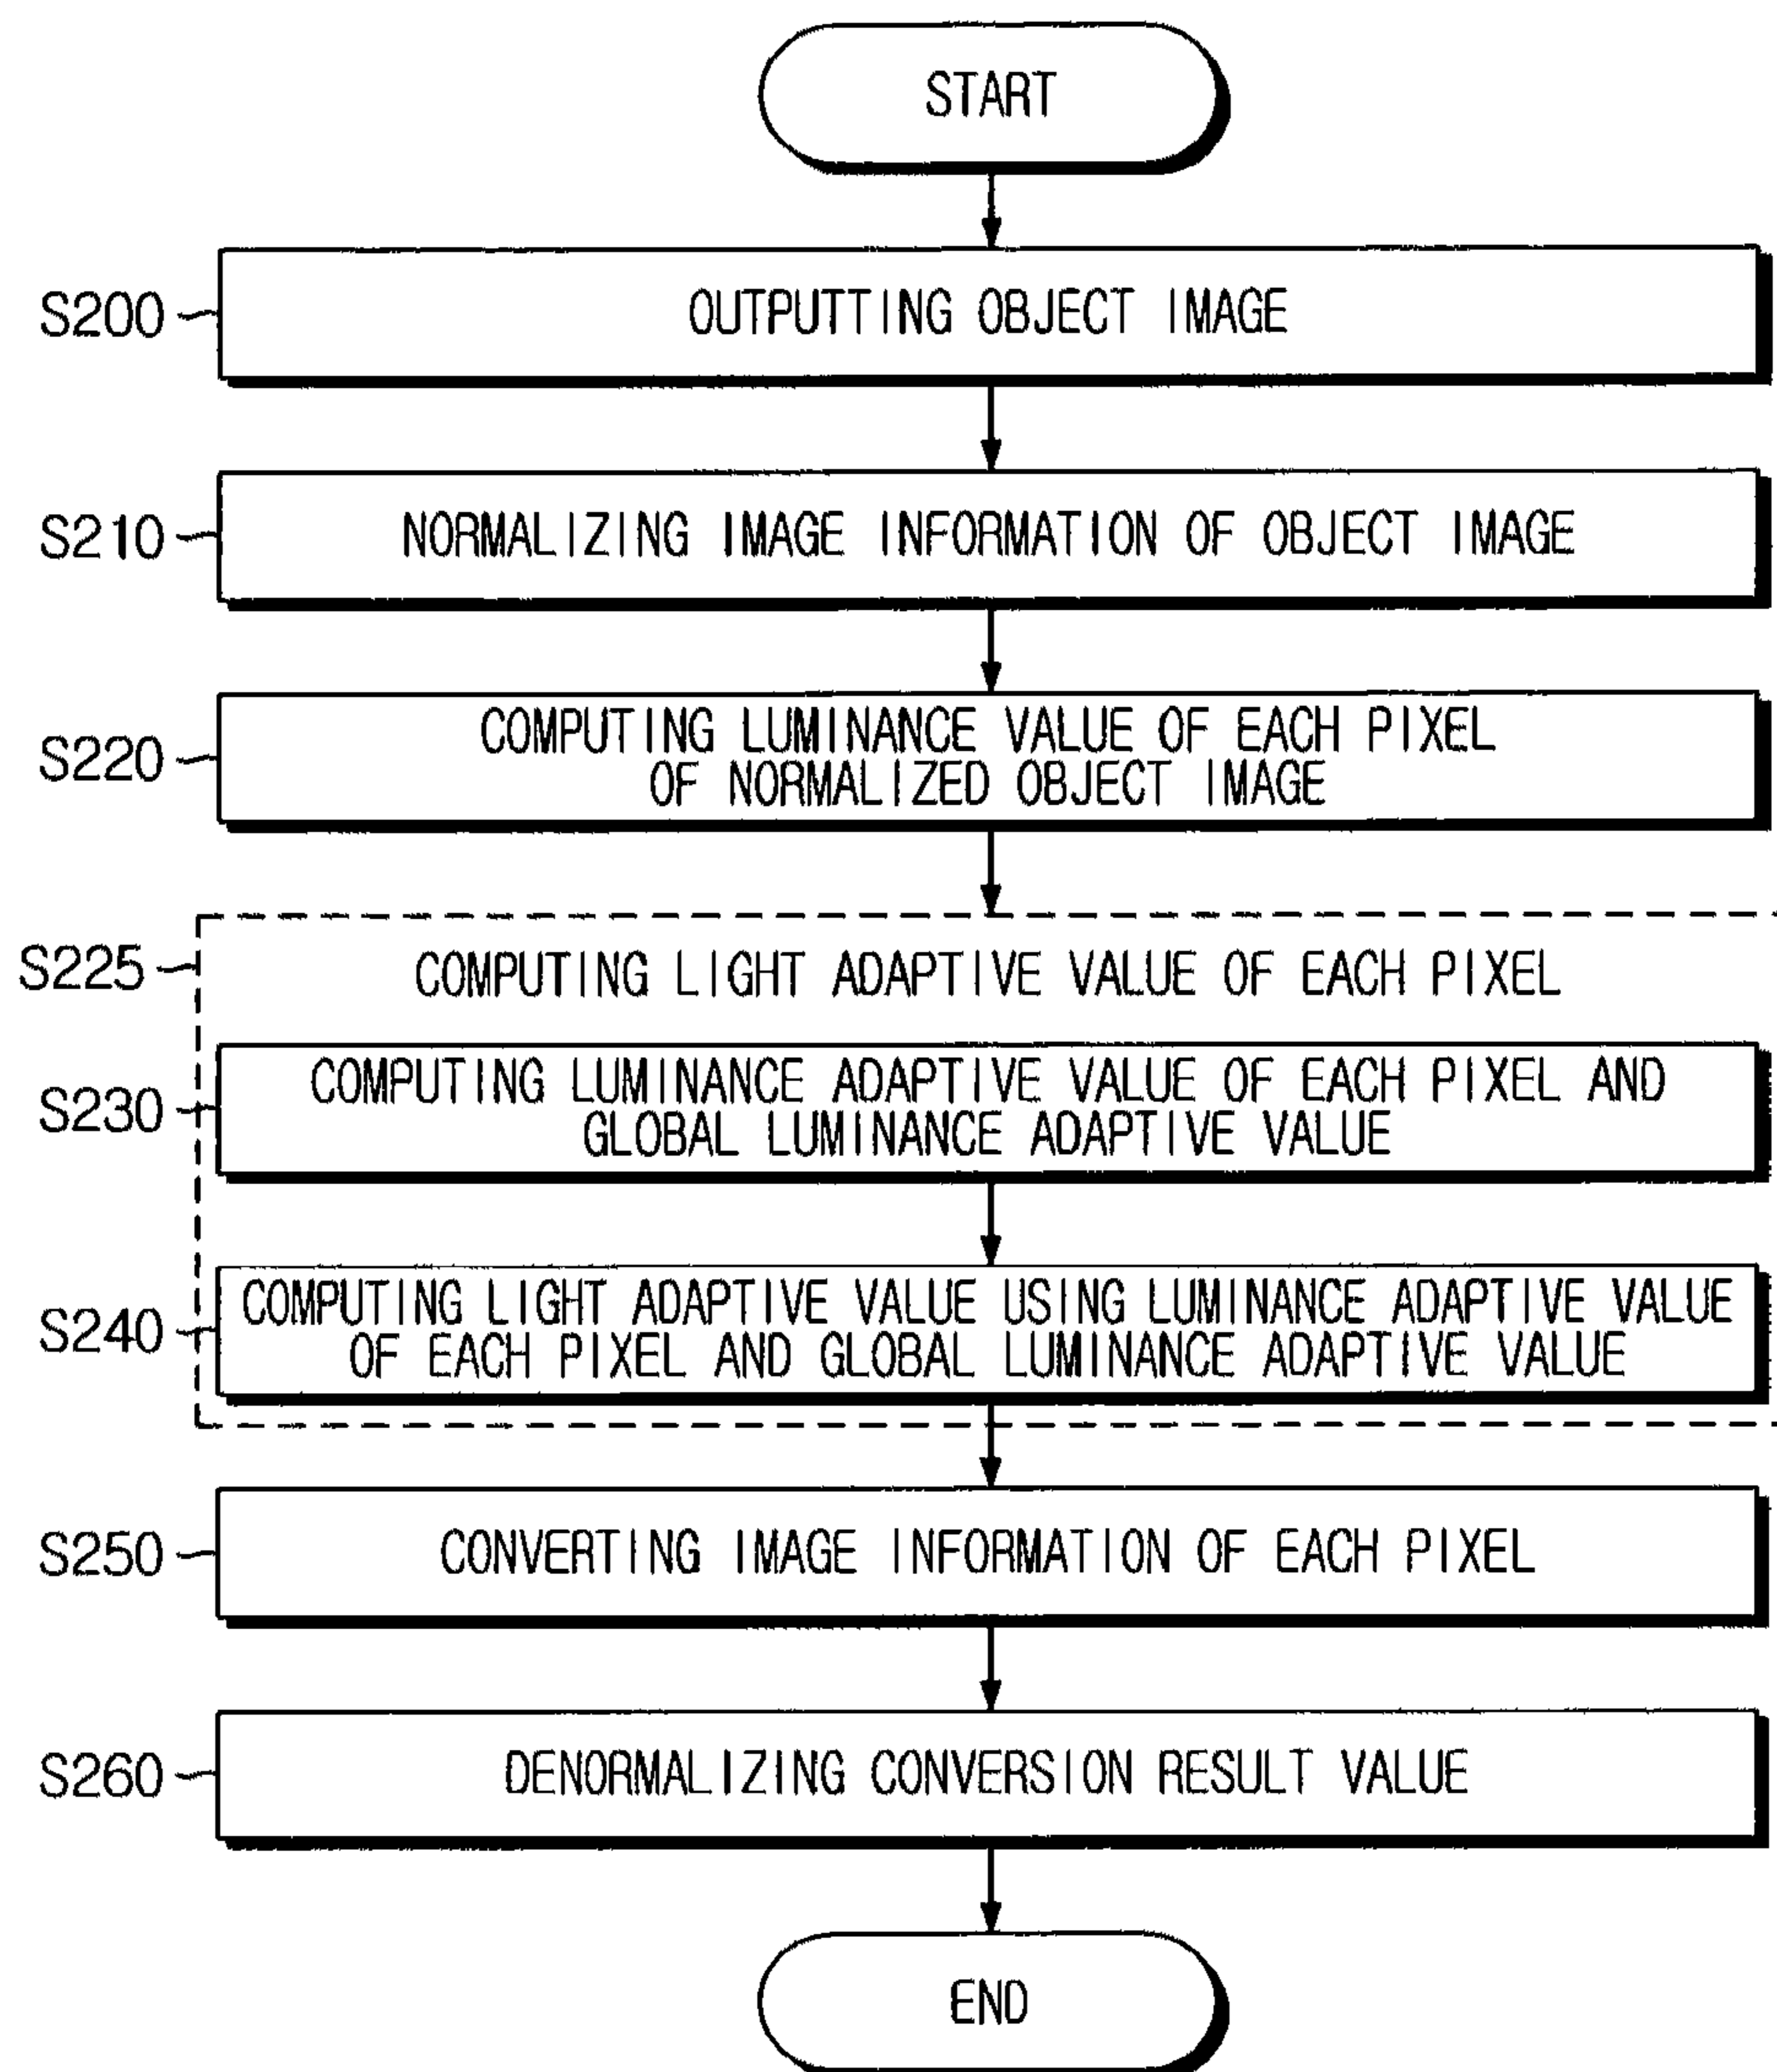 START
S200
OUTPUTTING OBJECT IMAGE
S210
NORMALIZING IMAGE INFORMATION OF OBJECT IMAGE
S220
COMPUTING LUMINANCE VALUE OF EACH PIXEL
OF NORMALIZED OBJECT IMAGE
S225
COMPUTING LIGHT ADAPTIVE VALUE OF EACH PIXEL
S230
COMPUTING LUMINANCE ADAPTIVE VALUE OF EACH PIXEL AND
GLOBAL LUMINANCE ADAPTIVE VALUE
S240
COMPUTING LIGHT ADAPTIVE VALUE USING LUMINANCE ADAPTIVE VALUE
OF EACH PIXEL AND GLOBAL LUMINANCE ADAPTIVE VALUE
S250
CONVERTING IMAGE INFORMATION OF EACH PIXEL
S260
DENORMALIZING CONVERSION RESULT VALUE
END